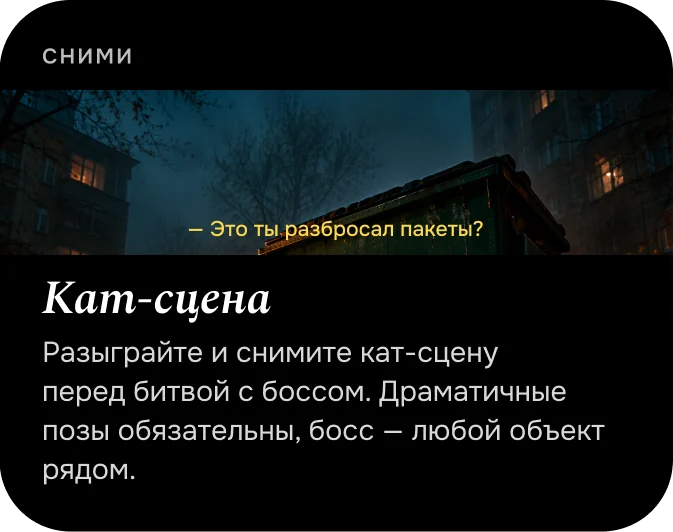 СНИМИ
— Это ты разбросал пакеты?
Кат-сцена
Разыграйте и снимите кат-сцену
перед битвой с боссом. Драматичные
позы обязательны, босс — любой объект
рядом.